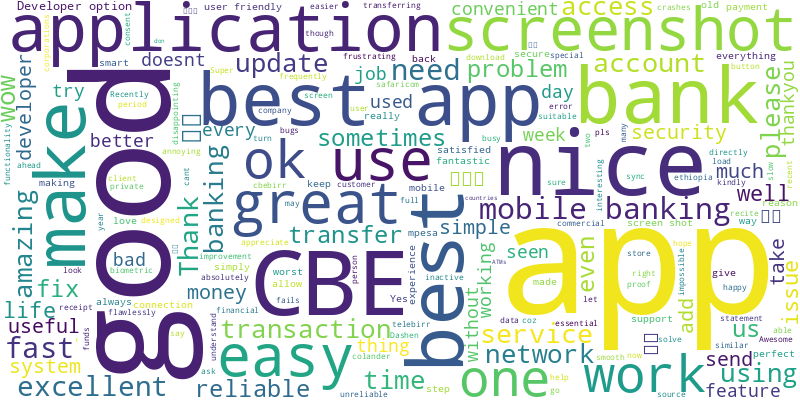 Developer option
user friendly
easier
transferring
application
screenshot
convenient
access
crashes
old
payment
consent
don
though
frustrating
back
secure
special
corporations
smart
doesnt
update
need
problem
account
everything
button
WOW
developer
try
Recently
period
Super
frequently
job
download
error
please
thankyou
best
app
bank
safaricom
screen
user
used
day
suitable
better
every
company
really
two
many
pls
security
functionality
disappointing
good
make
turn
bugs
sometimes
satisfied
busy
week
directly
load
ahead
annoying
ok
use
nice
fantastic
ethiopia
kindly
slow
recent
making
client
private
cant
cbebirr
keep
customer
mobile
sure
sync
interesting
much
well
amazing
year
love
designed
Thank
banking
great
may
full
countries
mobile banking
reason
look
bad
biometric
transfer
mpesa
simple
commercial
screen shot
recite
way
fix
improvement
appreciate
experience
seen
even
hope
take
life
always
connection
simply
worst
allow
CBE
person
inactive
working
without
ATMs
made
store
right
proof
add
impossible
give
happy
issue
useful
receipt
flawlessly
absolutely
money
fails
Yes
best
app
let
data
coz
essential
support
us
statement
able
fast
funds
say
understand
financial
transaction
telebirr
Dashen
service
solve
similar
Awesome
system
ask
easy
thing
colander
network
smooth
now
send
perfect
excellent
reliable
time
step
unreliable
one
help
go
work
source
using
feature